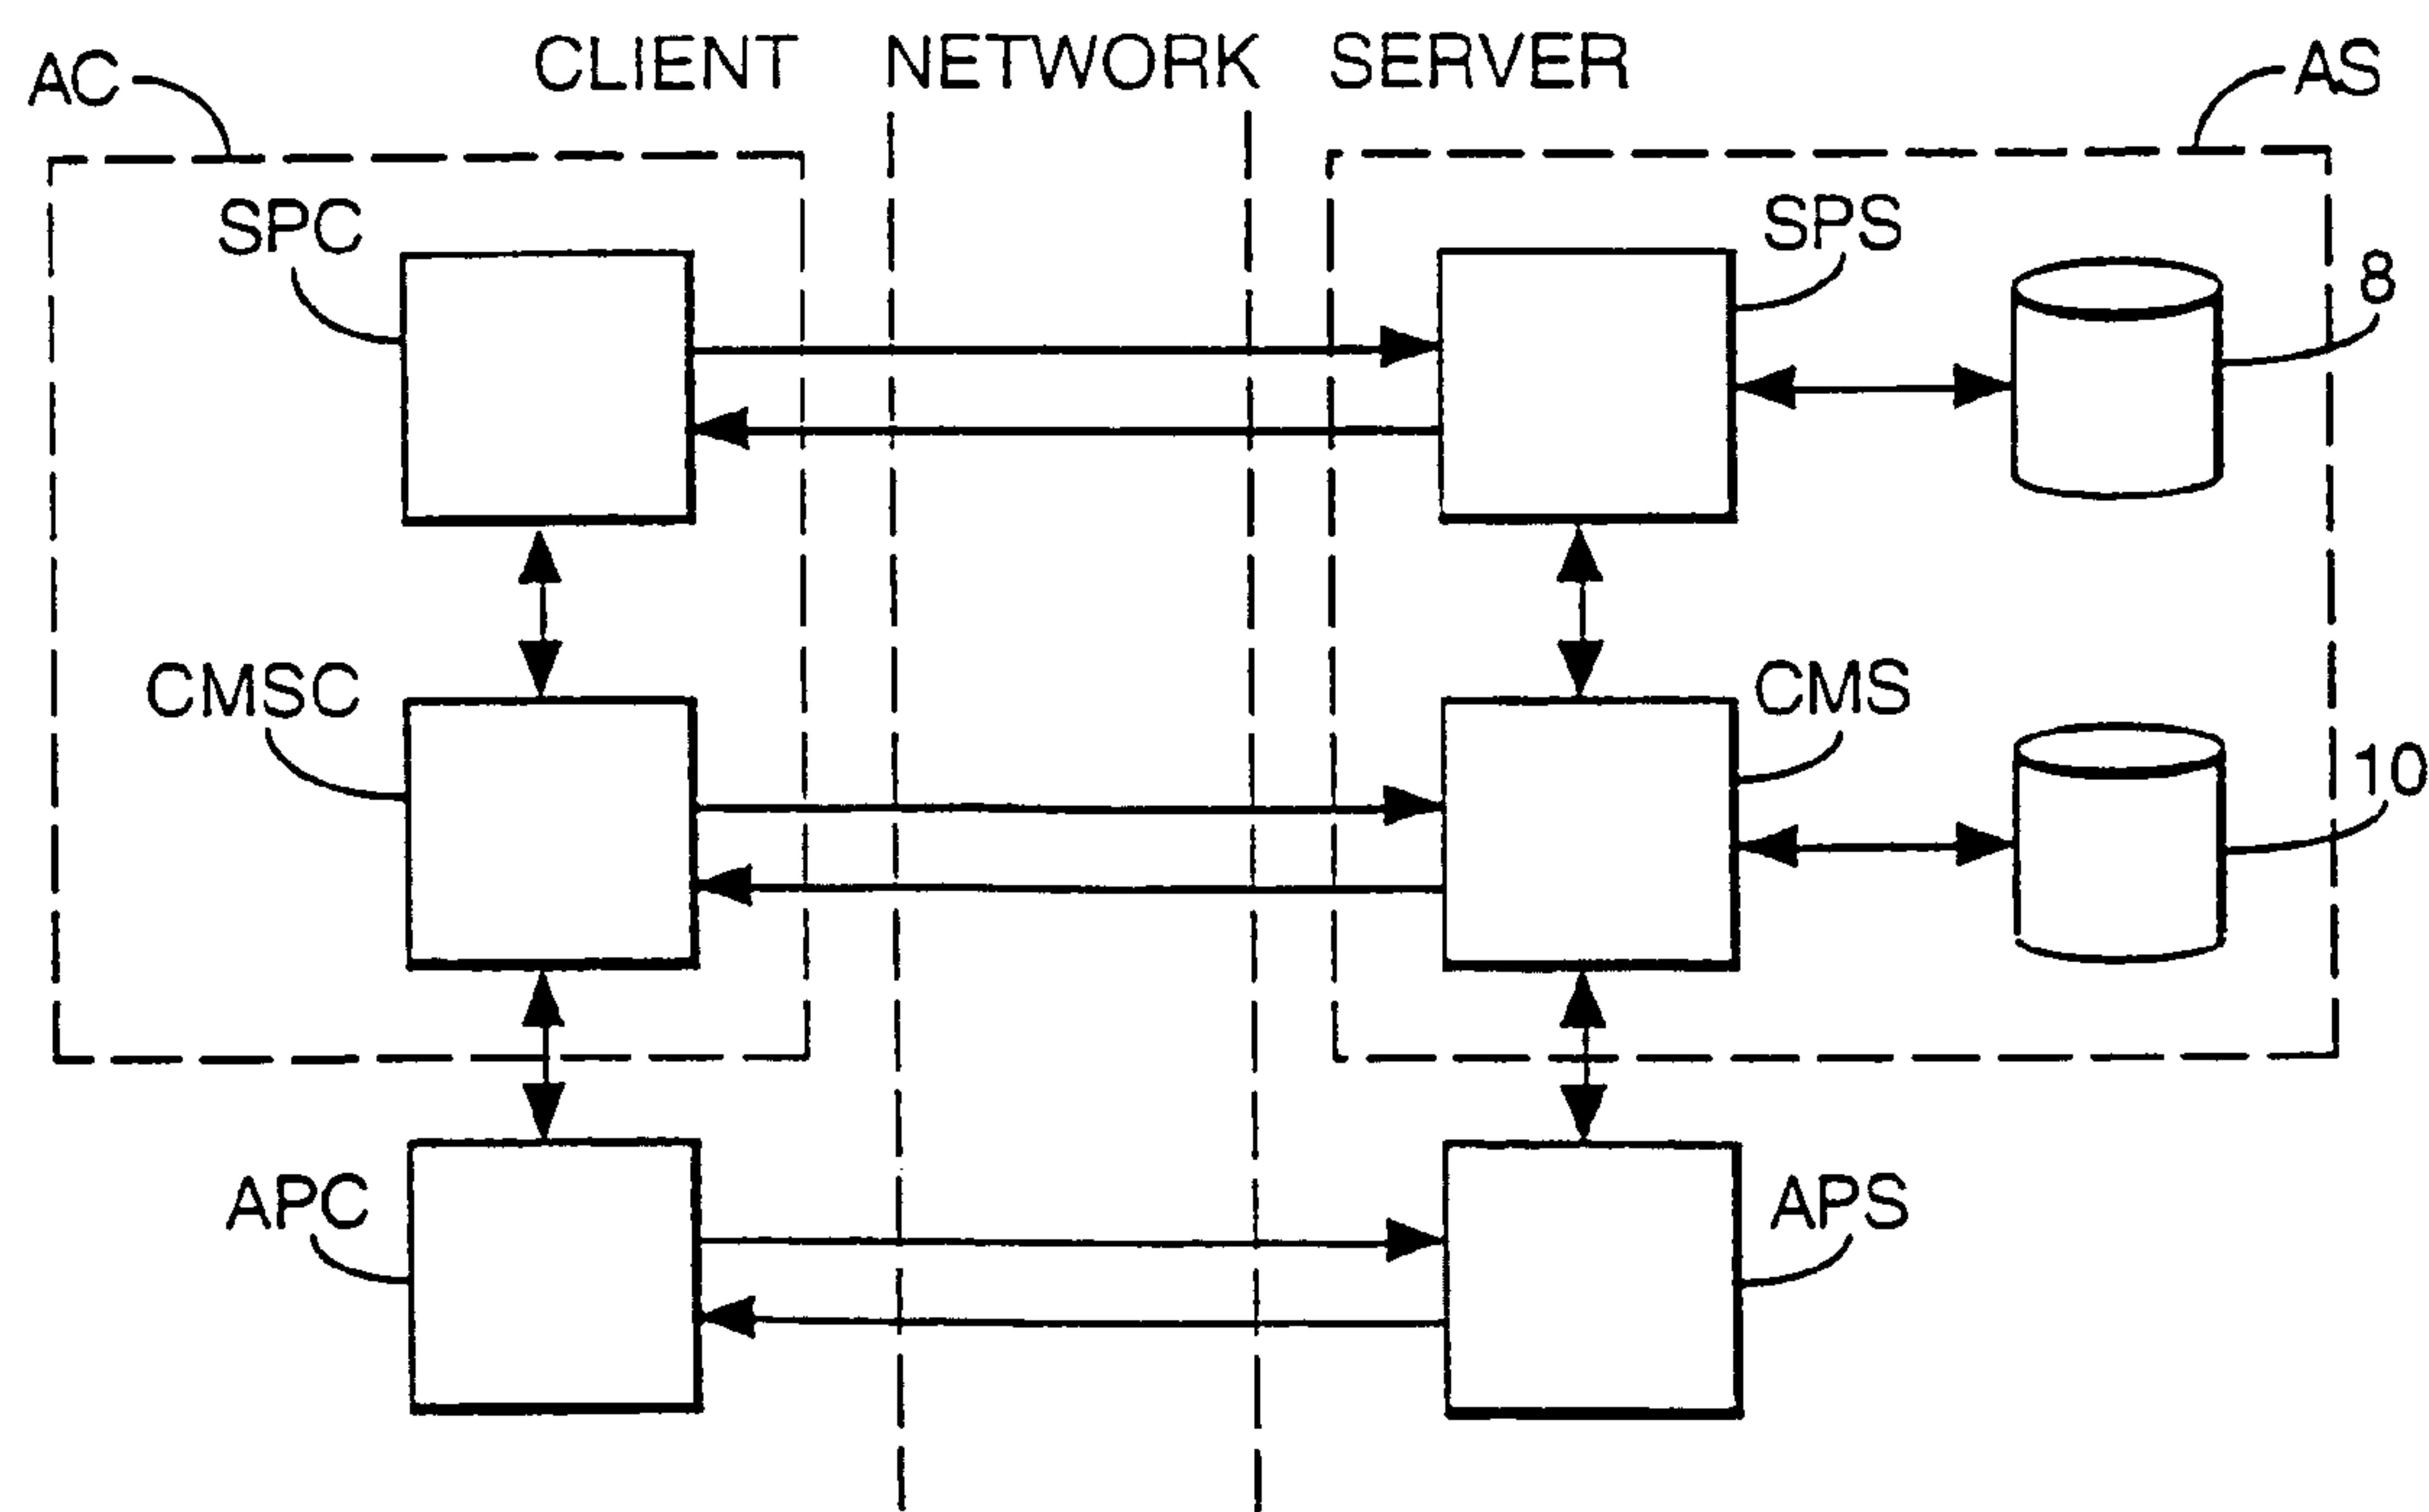 AC
CLIENT
NETWORK
SERVER
AS
SPC
SPS
8
CMSC
CMS
10
APC
APS